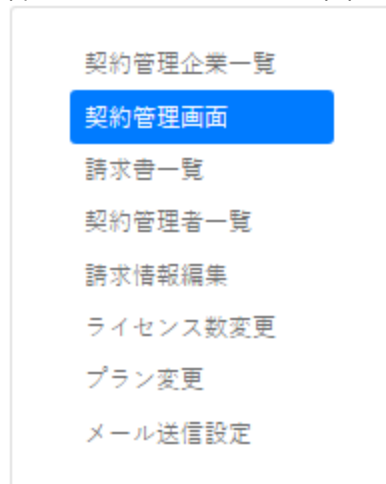 契約管理企業一覧
契約管理画面
請求書一覧
契約管理者一覧
請求情報編集
ライセンス数変更
プラン変更
メール送信設定